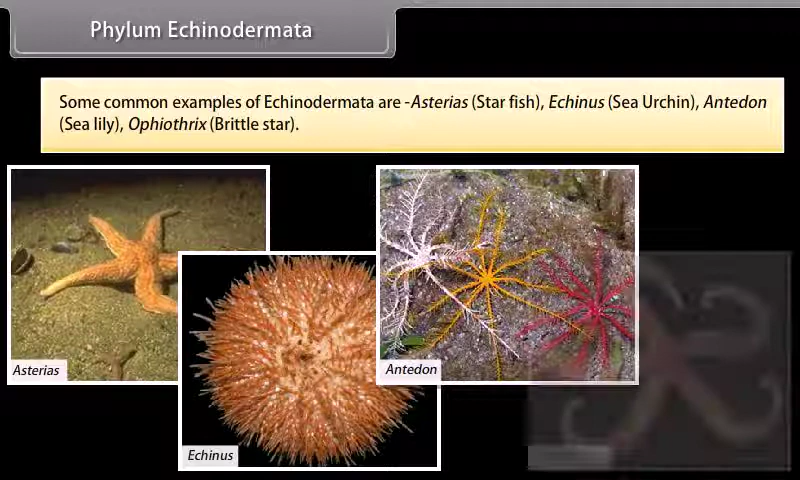 Phylum Echinodermata
Some common examples of Echinodermata are -Asterias (Star fish), Echinus (Sea Urchin), Antedon
(Sea lily), Ophiothrix (Brittle star).
Asterias
Antedon
Echinus